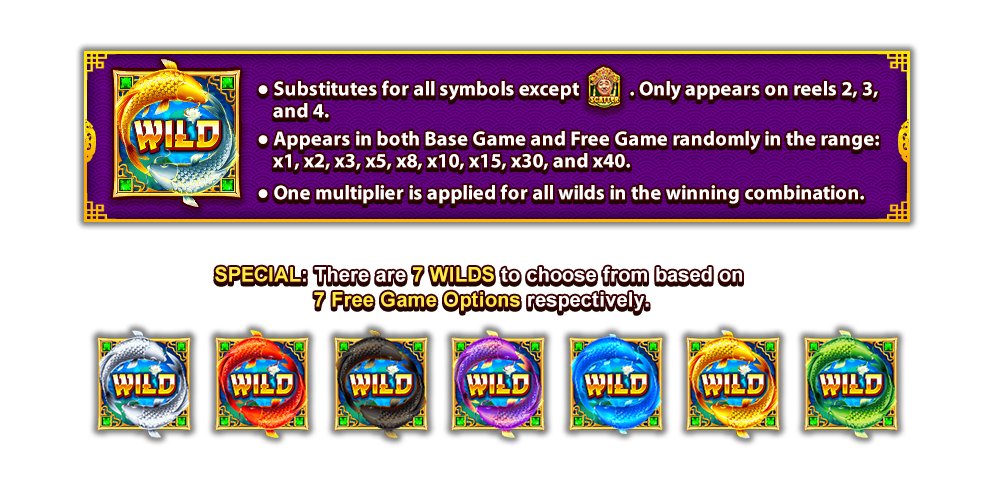 WILD
● Substitutes for all symbols except SCATTER . Only appears on reels 2, 3,
and 4.
● Appears in both Base Game and Free Game randomly in the range:
x1, x2, x3, x5, x8, x10, x15, x30, and x40.
● One multiplier is applied for all wilds in the winning combination.
SPECIAL: There are 7 WILDS to choose from based on
7 Free Game Options respectively.
WILD WILD WILD WILD WILD WILD WILD